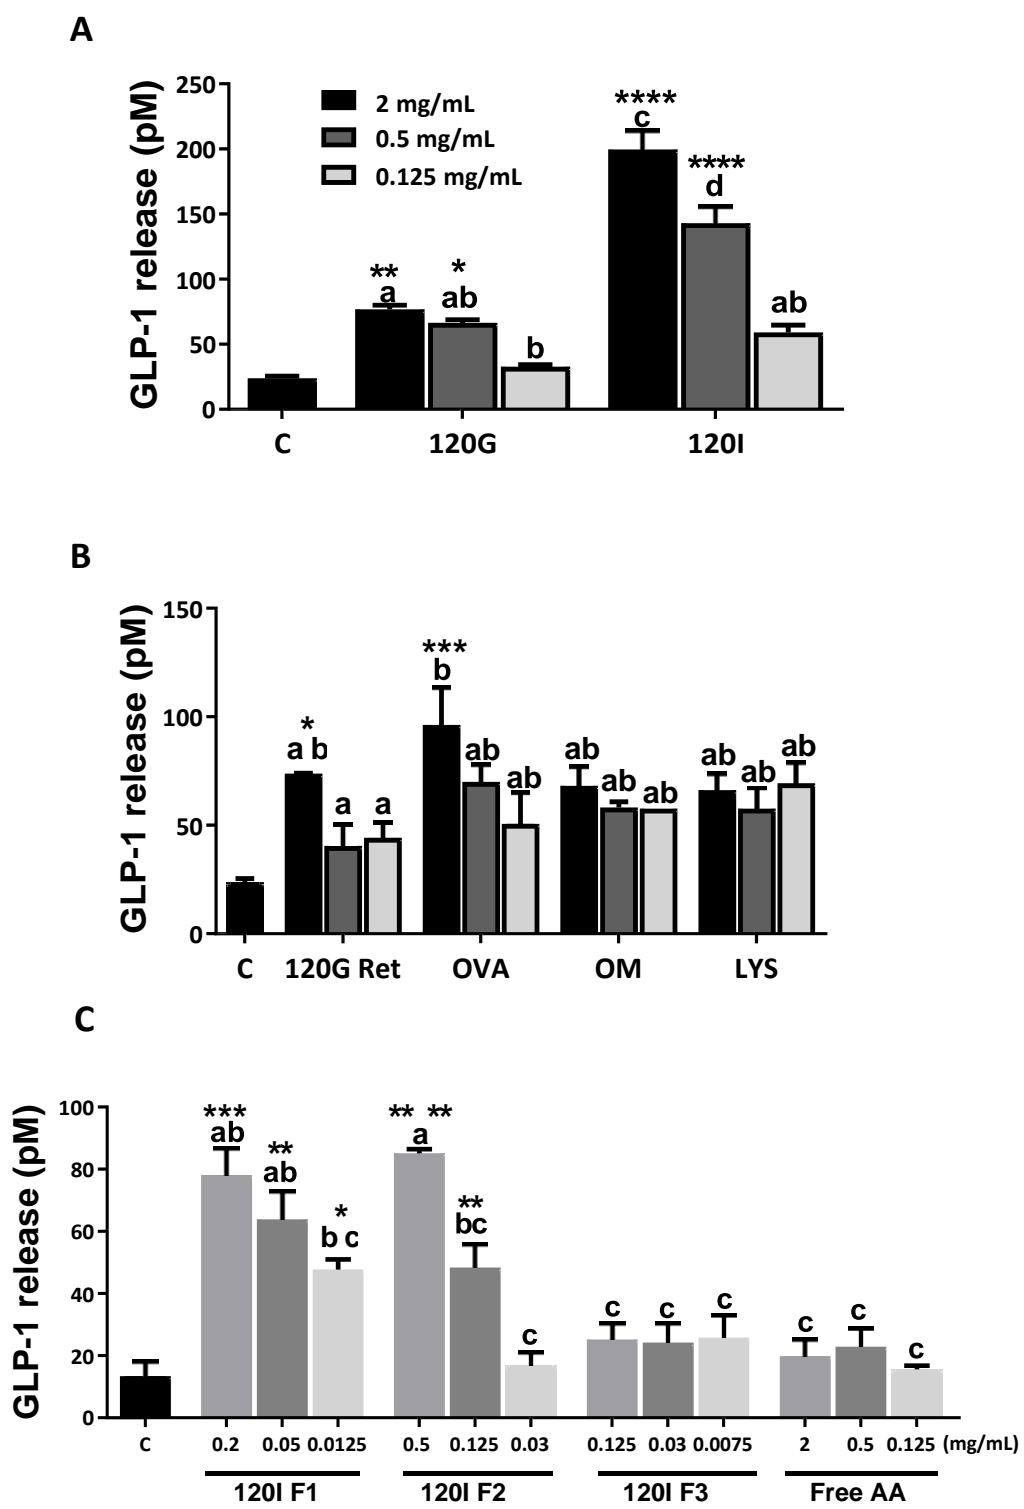 A
GLP-1 release (pM)
250
200
150
100
50
0
2 mg/mL
0.5 mg/mL
0.125 mg/mL
**
a
*
ab
b
****
c
****
d
ab
C 120G 120I
B
GLP-1 release (pM)
150
100
50
0
*
a b
a
a
***
b
ab
ab
ab
ab
ab
ab
ab
ab
C 120G Ret OVA OM LYS
C
GLP-1 release (pM)
100
80
60
40
20
0
***
ab
**
ab
*
b c
** **
a
**
bc
c
c
c
c
c
c
c
C 0.2 0.05 0.0125 0.5 0.125 0.03 0.125 0.03 0.0075 2 0.5 0.125 (mg/mL)
120I F1 120I F2 120I F3 Free AA